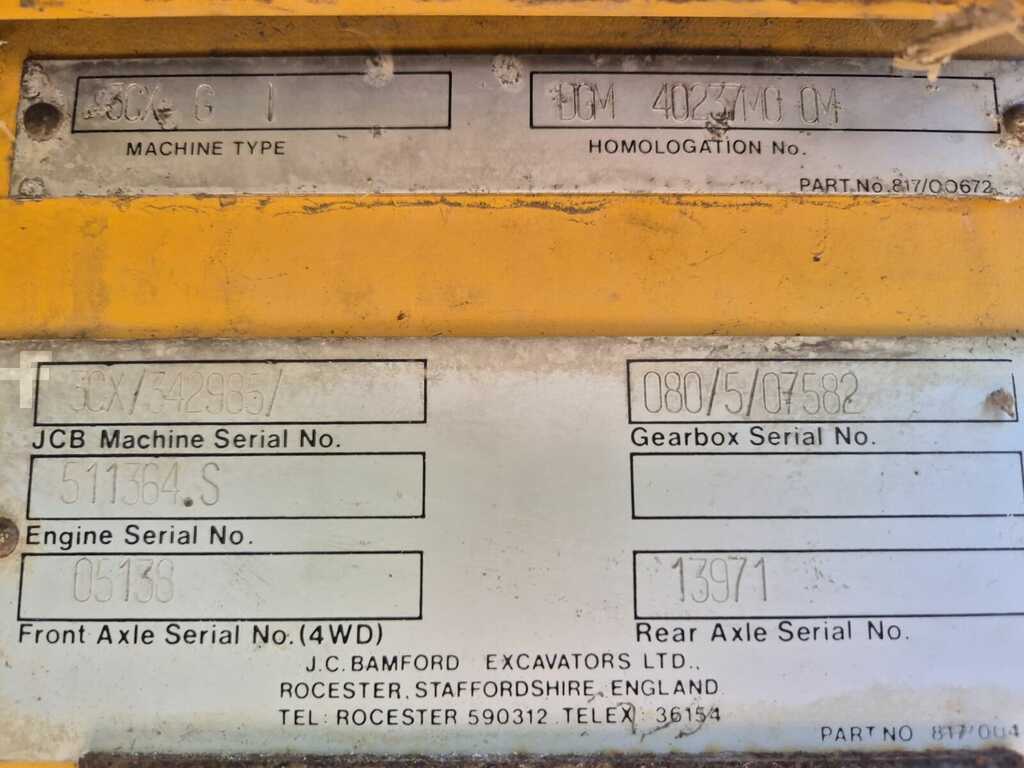 3CX G I
DGM 40237MO OM
MACHINE TYPE
HOMOLOGATION No.
PART No 817/00672
3CX/342985/
080/5/07582
JCB Machine Serial No.
Gearbox Serial No.
511364.S
Engine Serial No.
05138
13971
Front Axle Serial No.(4WD)
Rear Axle Serial No.
J.C.BAMFORD EXCAVATORS LTD.,
ROCESTER, STAFFORDSHIRE, ENGLAND
TEL: ROCESTER 590312 TELEX 36154
PART NO 817/004